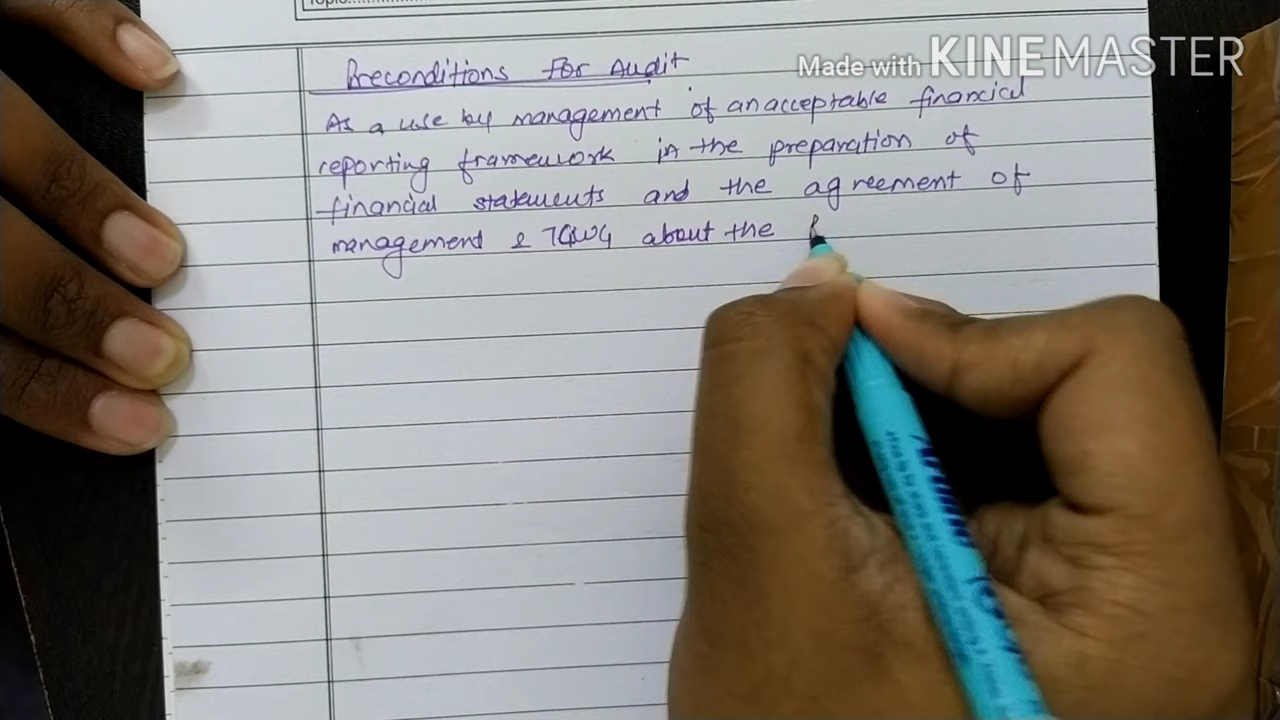 Topic..................
Made with KINEMASTER
Preconditions for Audit
As a use by management of an acceptable financial
reporting framework in the preparation of
financial statements and the agreement of
management & TCWG about the